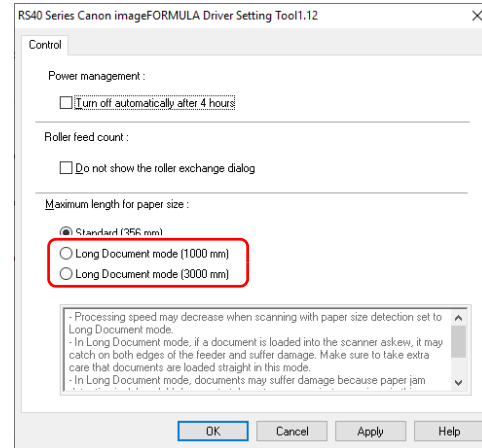 RS40 Series Canon imageFORMULA Driver Setting Tool1.12
Control
Power management :
Turn off automatically after 4 hours
Roller feed count :
Do not show the roller exchange dialog
Maximum length for paper size :
Standard (356 mm)
Long Document mode (1000 mm)
Long Document mode (3000 mm)
- Processing speed may decrease when scanning with paper size detection set to
Long Document mode.
- In Long Document mode, if a document is loaded into the scanner askew, it may
catch on both edges of the feeder and suffer damage. Make sure to take extra
care that documents are loaded straight in this mode.
- In Long Document mode, documents may suffer damage because paper jam
OK Cancel Apply Help